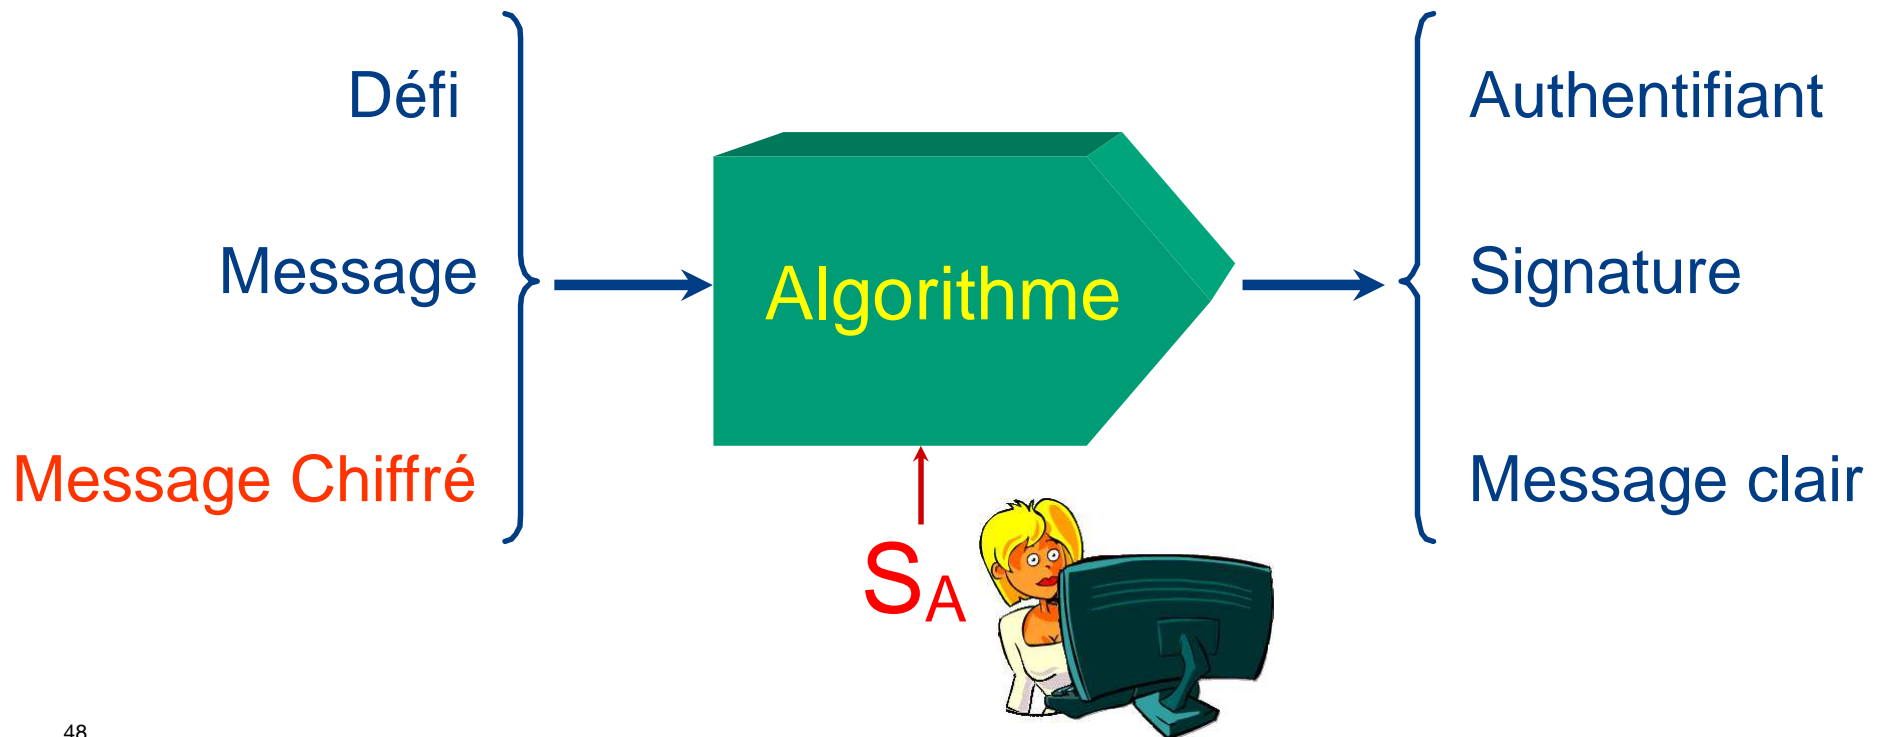 Défi
Authentifiant
Message
Algorithme
Signature
Message Chiffré
Message clair
SA
48